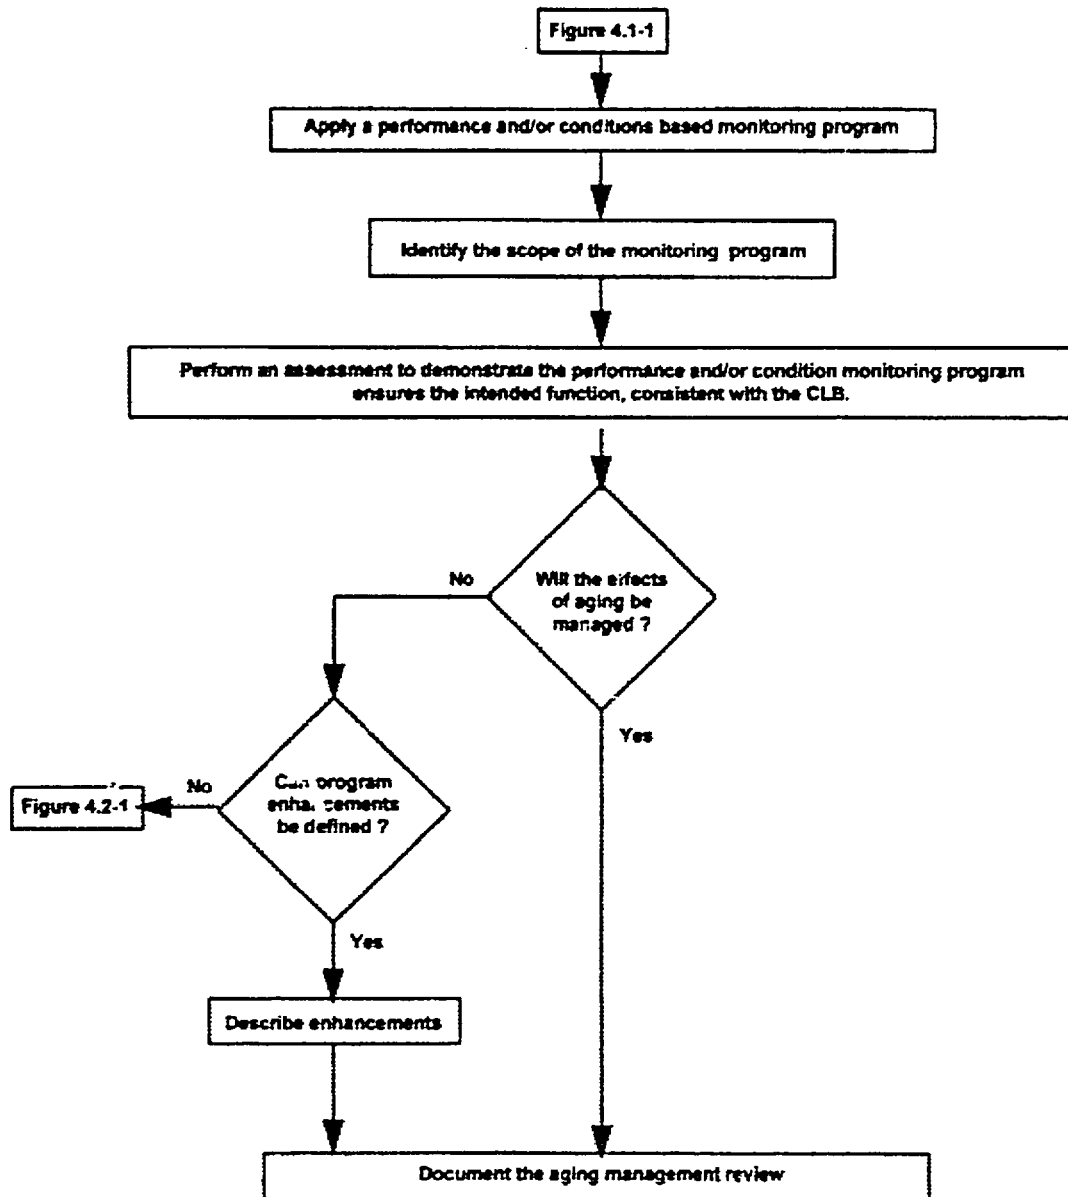 Figure 4.1-1
Apply a performance and/or conditions based monitoring program
Identify the scope of the monitoring program
Perform an assessment to demonstrate the performance and/or condition monitoring program
ensures the intended function, consistent with the CLB.
No
Will the effects
of aging be
managed ?
Yes
No
Can program
enhancements
be defined ?
Figure 4.2-1
Yes
Describe enhancements
Document the aging management review